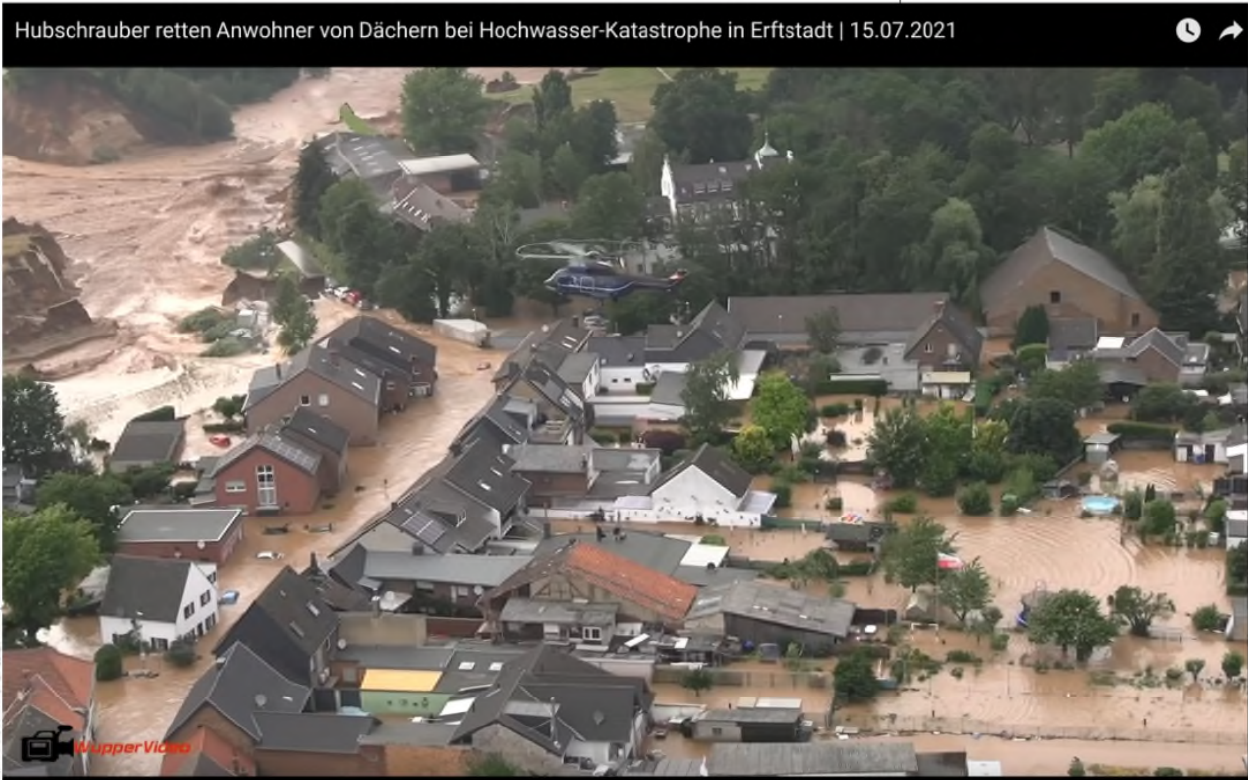 Hubschrauber retten Anwohner von Dächern bei Hochwasser-Katastrophe in Erftstadt | 15.07.2021
WupperVideo